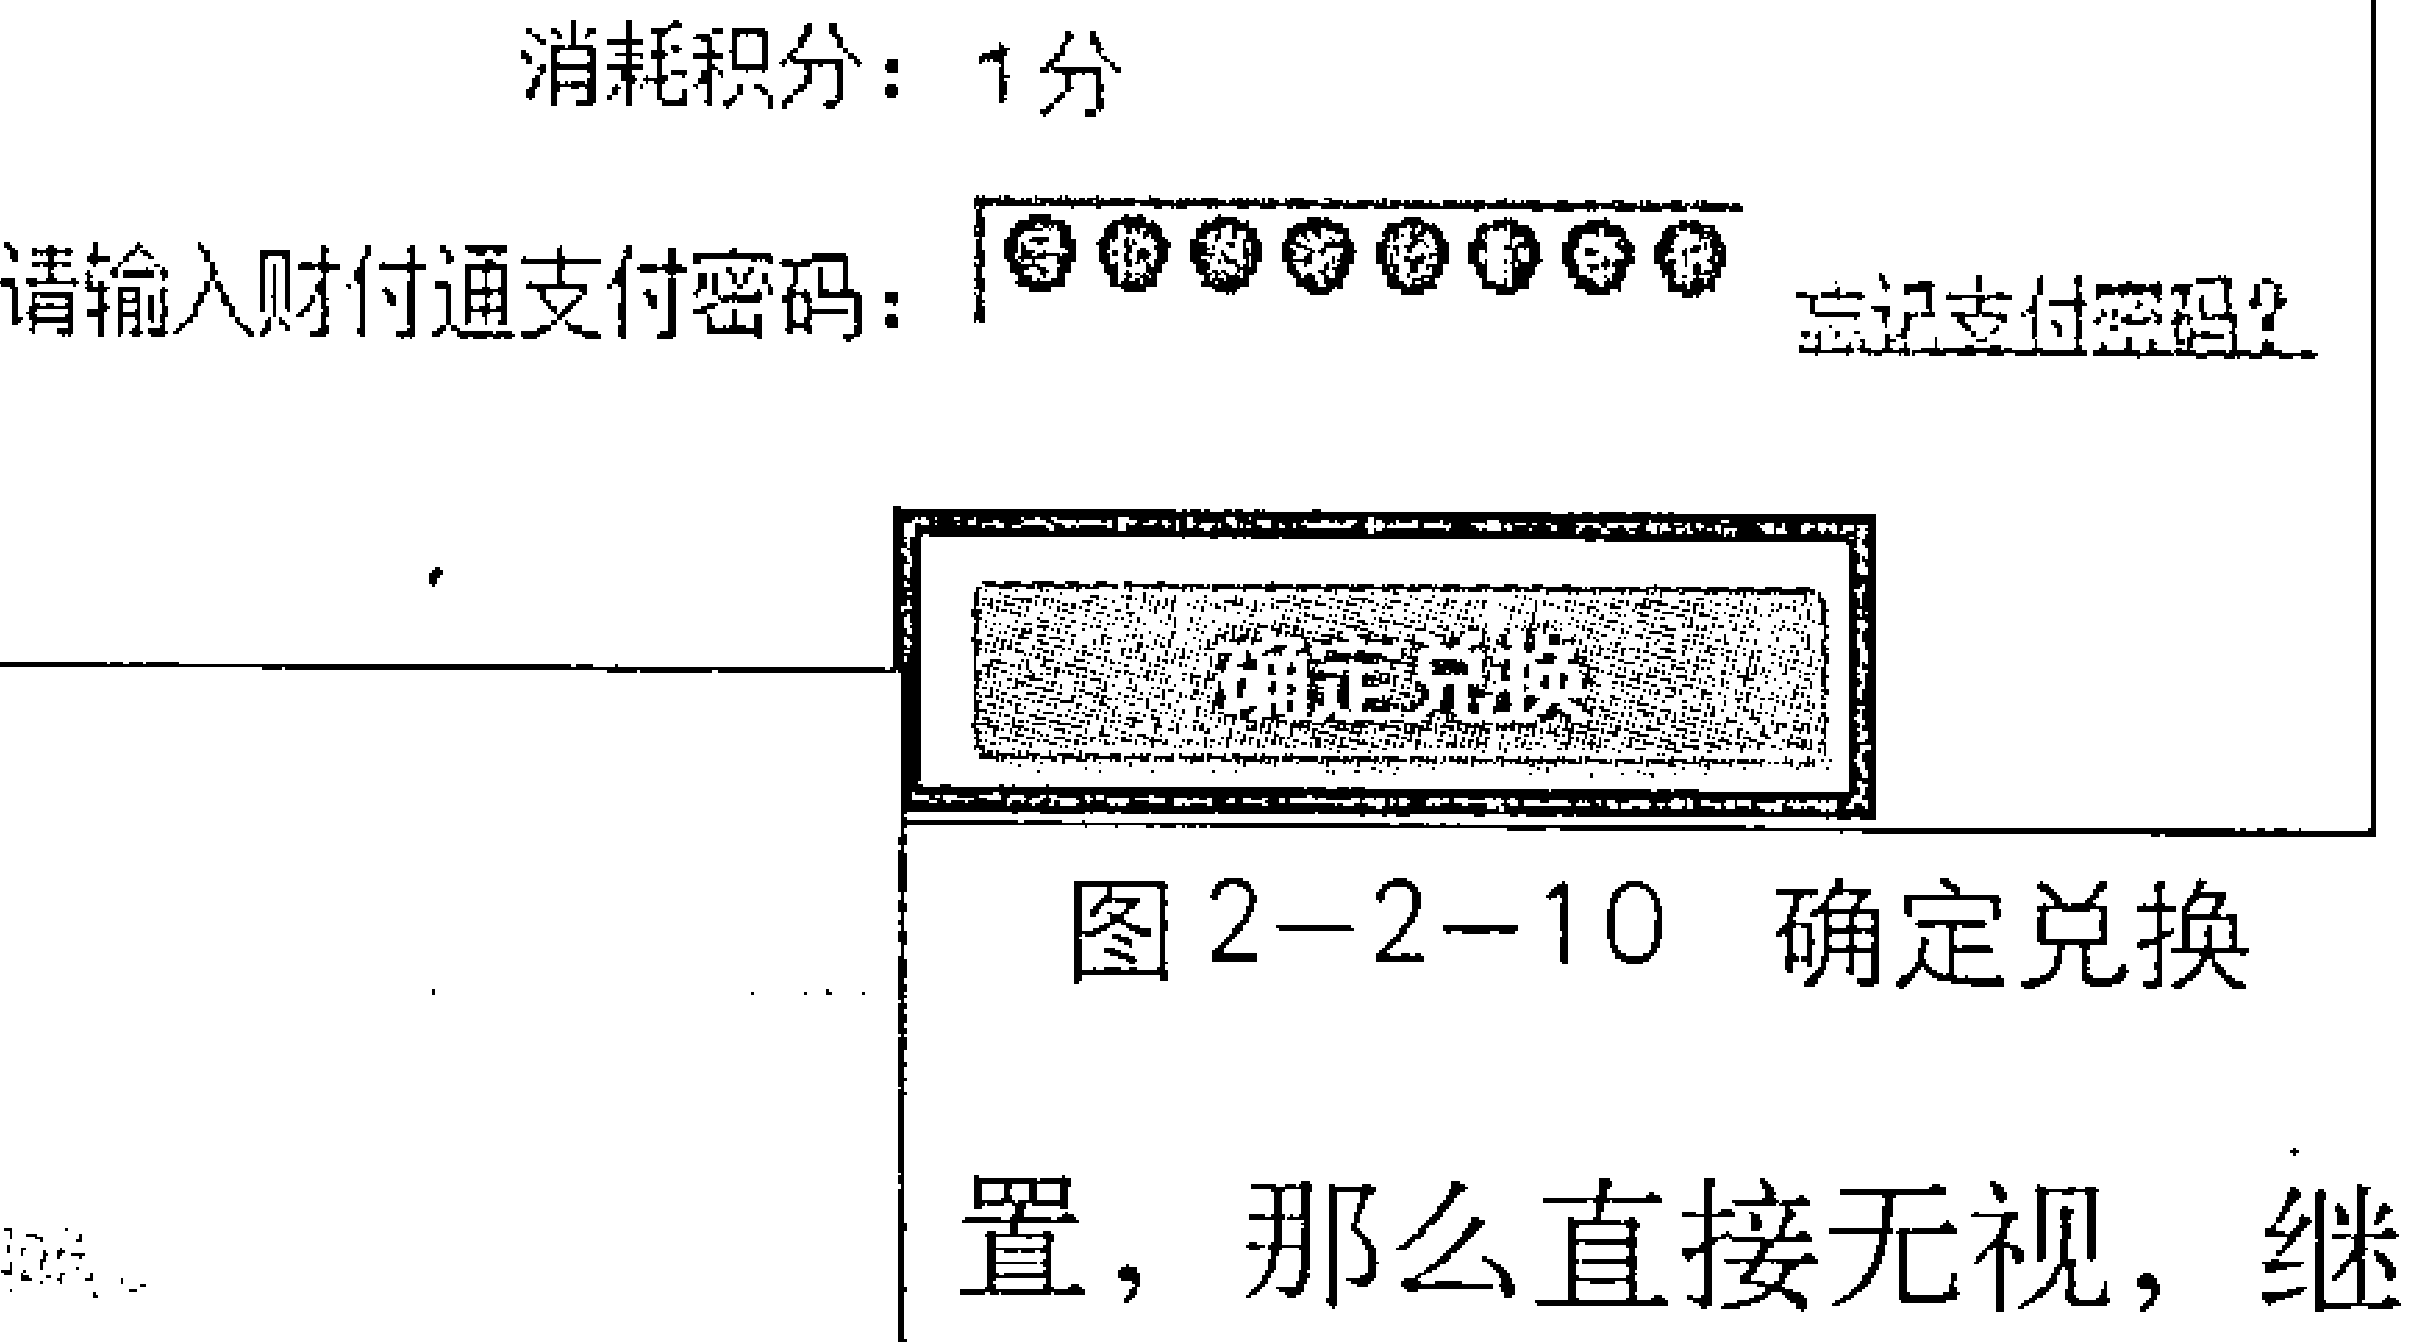 消耗积分：1分
请输入财付通支付密码：
忘记支付密码？
确定兑换
图2-2-10 确定兑换
置，那么直接无视，继